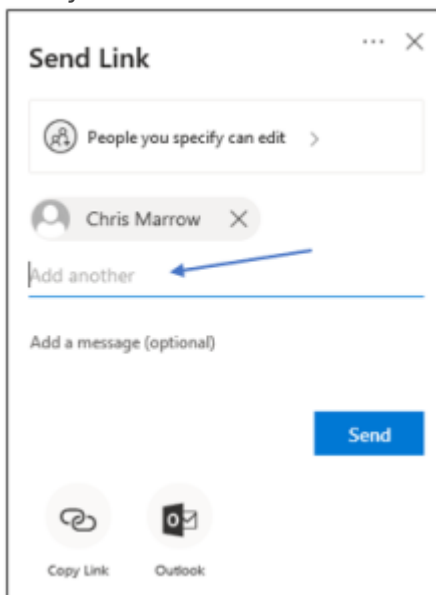 Send Link
People you specify can edit
Chris Marrow
Add another
Add a message (optional)
Send
Copy Link
Outlook